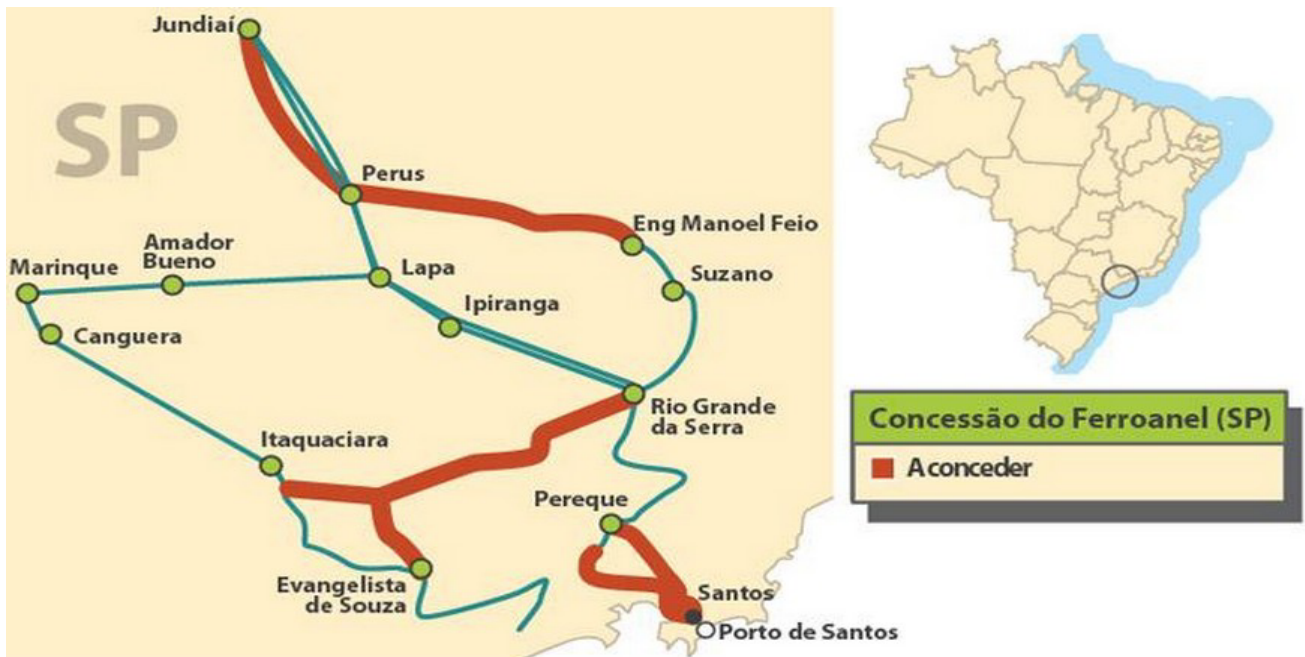 Jundiaí
SP
Perus
Eng Manoel Feio
Amador
Bueno
Marinque
Lapa
Suzano
Ipiranga
Canguera
Rio Grande
da Serra
Itaquaciara
Pereque
Evangelista
de Souza
Santos
Porto de Santos
Concessão do Ferroanel (SP)
A conceder